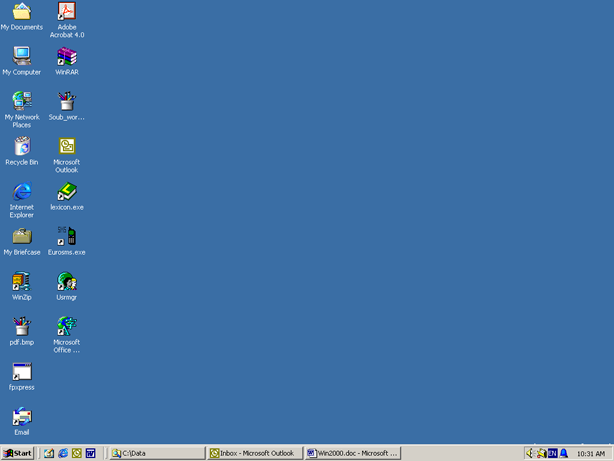 My Documents
Adobe
Acrobat 4.0
My Computer
WinRAR
My Network
Places
Soub_wor...
Recycle Bin
Microsoft
Outlook
Internet
Explorer
lexicon.exe
My Briefcase
Eurosms.exe
WinZip
Usrmgr
pdf.bmp
Microsoft
Office ...
fpxpress
Email
Start
C:\Data
Inbox - Microsoft Outlook
Win2000.doc - Microsoft ...
EN
10:31 AM